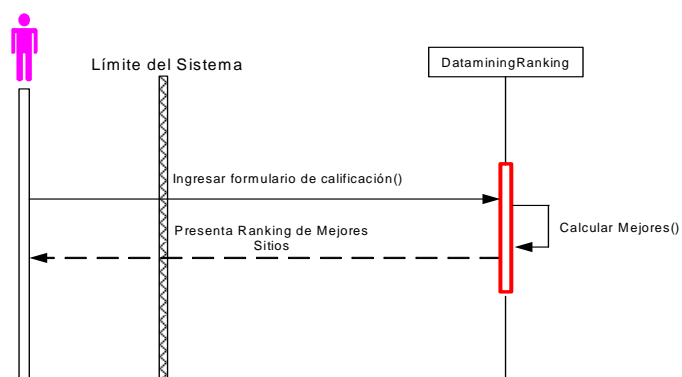 Límite del Sistema
DataminingRanking
Ingresar formulario de calificación()
Presenta Ranking de Mejores
Sitios
Calcular Mejores()